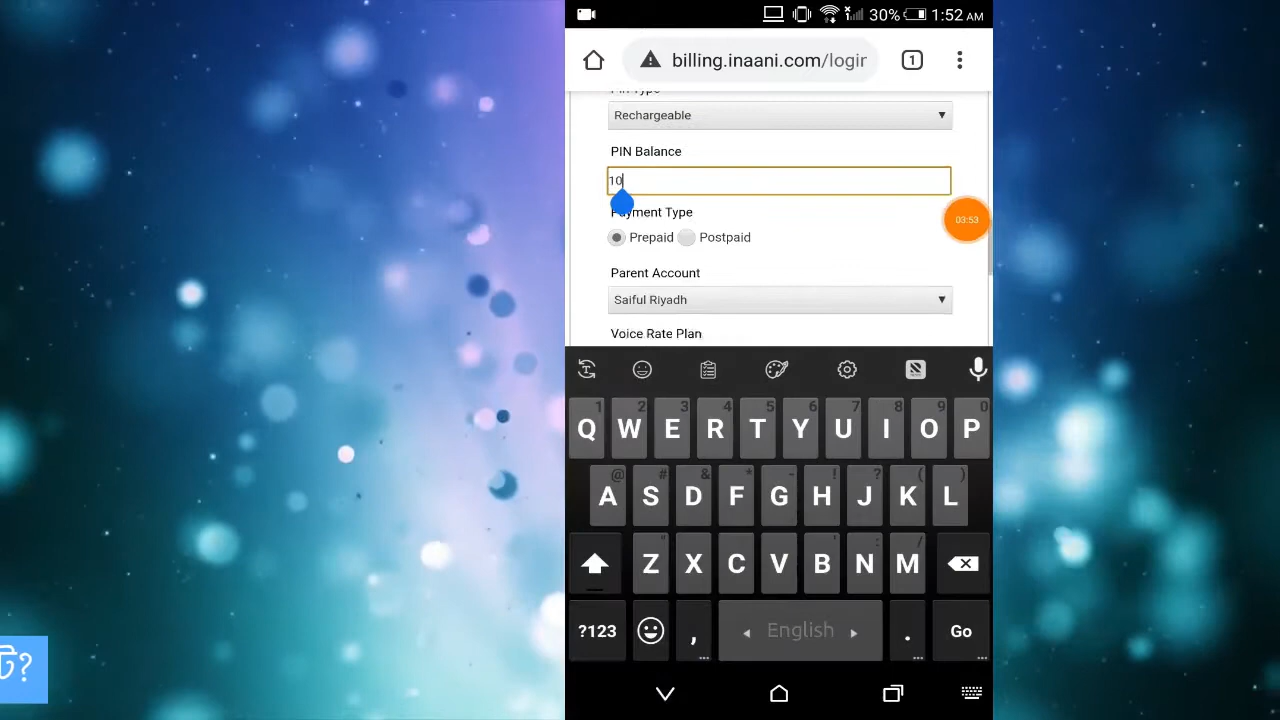 30% 1:52 AM
billing.inaani.com/logir
1
Pin Type
Rechargeable
PIN Balance
10
Payment Type
03:53
Prepaid Postpaid
Parent Account
Saiful Riyadh
Voice Rate Plan
1 2 3 4 5 6 7 8 9 0
Q W E R T Y U I O P
@ # & * - ! ? ( )
A S D F G H J K L
" ' : ; /
Z X C V B N M
?123 , English . Go
টি?